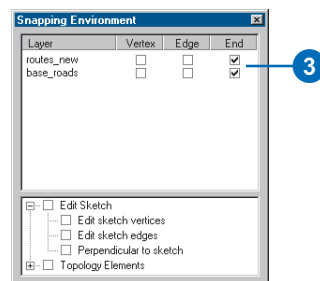 Snapping Environment
Layer Vertex Edge End
routes_new
base_roads
3
Edit Sketch
Edit sketch vertices
Edit sketch edges
Perpendicular to sketch
Topology Elements